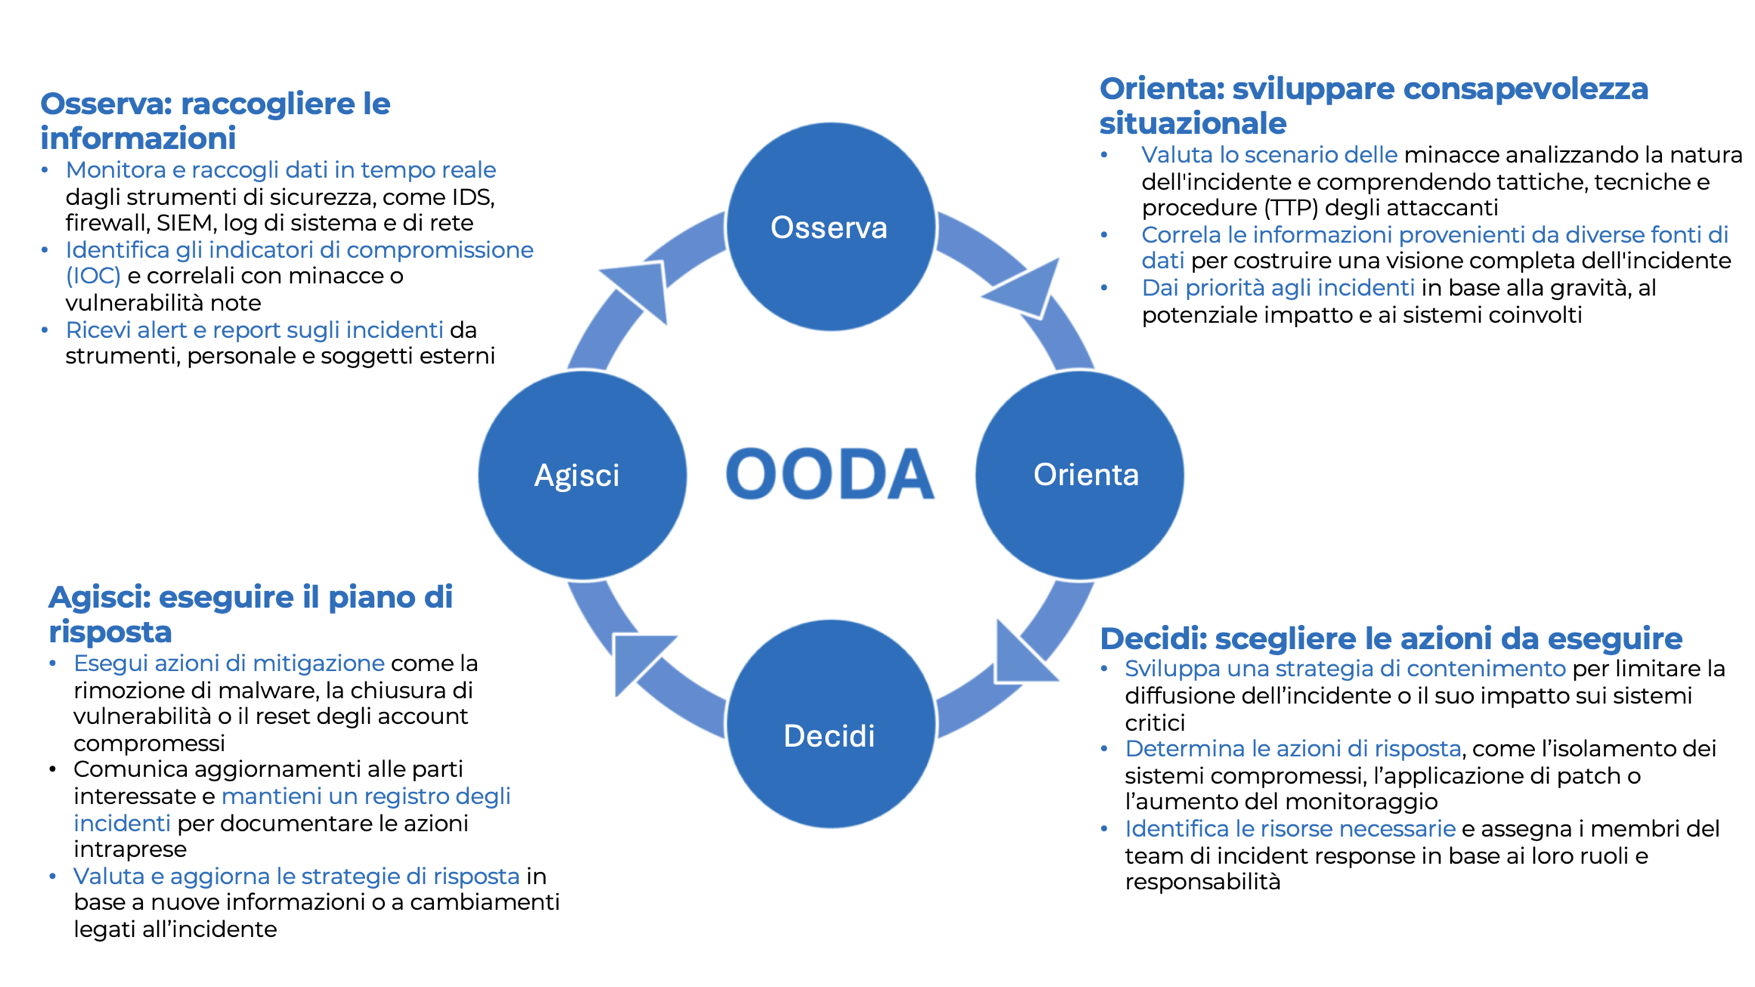 Osserva: raccogliere le
informazioni
• Monitora e raccogli dati in tempo reale
dagli strumenti di sicurezza, come IDS,
firewall, SIEM, log di sistema e di rete
• Identifica gli indicatori di compromissione
(IOC) e correlali con minacce o
vulnerabilità note
• Ricevi alert e report sugli incidenti da
strumenti, personale e soggetti esterni
Orienta: sviluppare consapevolezza
situazionale
• Valuta lo scenario delle minacce analizzando la natura
dell'incidente e comprendendo tattiche, tecniche e
procedure (TTP) degli attaccanti
• Correla le informazioni provenienti da diverse fonti di
dati per costruire una visione completa dell'incidente
• Dai priorità agli incidenti in base alla gravità, al
potenziale impatto e ai sistemi coinvolti
Osserva
Agisci
OODA
Orienta
Decidi
Agisci: eseguire il piano di
risposta
• Esegui azioni di mitigazione come la
rimozione di malware, la chiusura di
vulnerabilità o il reset degli account
compromessi
• Comunica aggiornamenti alle parti
interessate e mantieni un registro degli
incidenti per documentare le azioni
intraprese
• Valuta e aggiorna le strategie di risposta in
base a nuove informazioni o a cambiamenti
legati all’incidente
Decidi: scegliere le azioni da eseguire
• Sviluppa una strategia di contenimento per limitare la
diffusione dell’incidente o il suo impatto sui sistemi
critici
• Determina le azioni di risposta, come l’isolamento dei
sistemi compromessi, l’applicazione di patch o
l’aumento del monitoraggio
• Identifica le risorse necessarie e assegna i membri del
team di incident response in base ai loro ruoli e
responsabilità